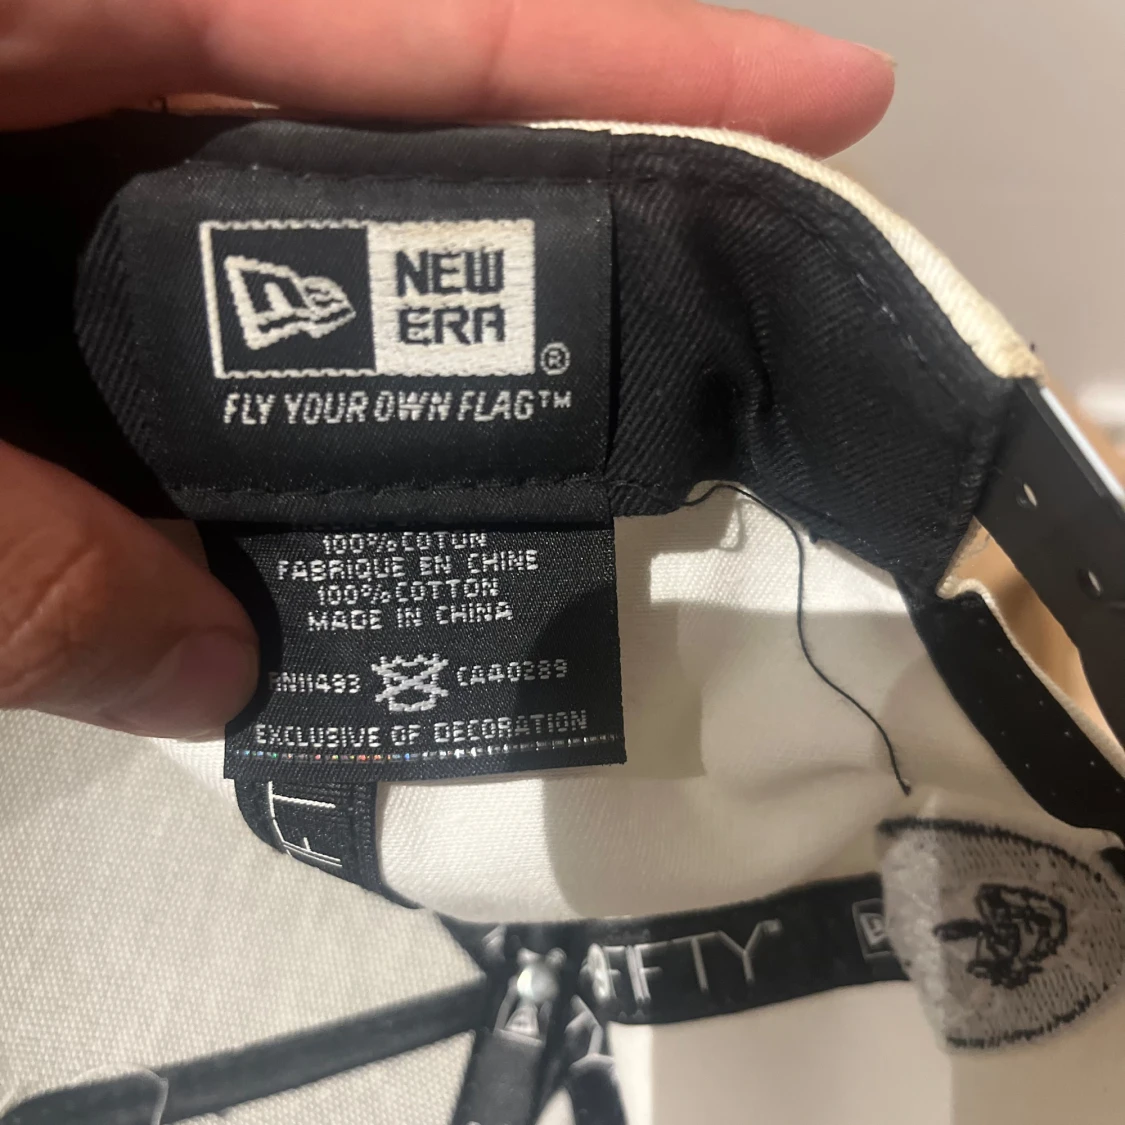 NEW
ERA®
FLY YOUR OWN FLAG™
100%COTON
FABRIQUE EN CHINE
100%COTTON
MADE IN CHINA
RN11493 CA40289
EXCLUSIVE OF DECORATION
FIFTY